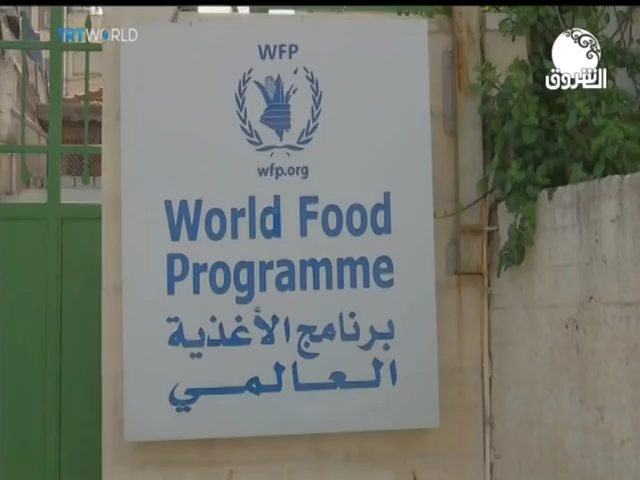 TRTWORLD
الشروق
WFP
wfp.org
World Food
Programme
برنامج الأغذية
العالمي